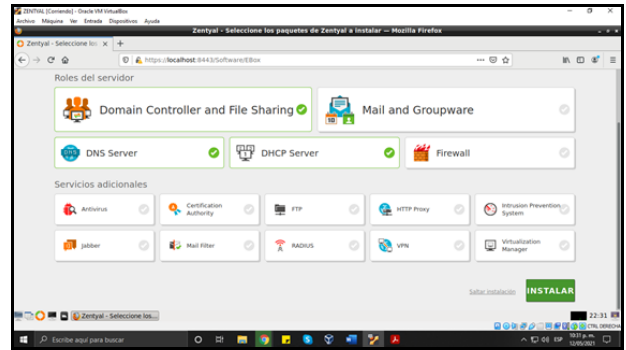 ZENTYAL [Corriendo] - Oracle VM VirtualBox
Archivo Máquina Ver Entrada Dispositivos Ayuda
Zentyal - Seleccione los paquetes de Zentyal a instalar — Mozilla Firefox
Zentyal - Seleccione los
https://localhost:8443/Software/EBox
Roles del servidor
Domain Controller and File Sharing
Mail and Groupware
DNS Server
DHCP Server
Firewall
Servicios adicionales
Antivirus
Certification Authority
FTP
HTTP Proxy
Intrusion Prevention System
Jabber
Mail Filter
RADIUS
VPN
Virtualization Manager
Saltar instalación
INSTALAR
Zentyal - Seleccione los...
22:31
CTRL DERECHA
Escribe aquí para buscar
ESP
10:31 p. m.
12/05/2021